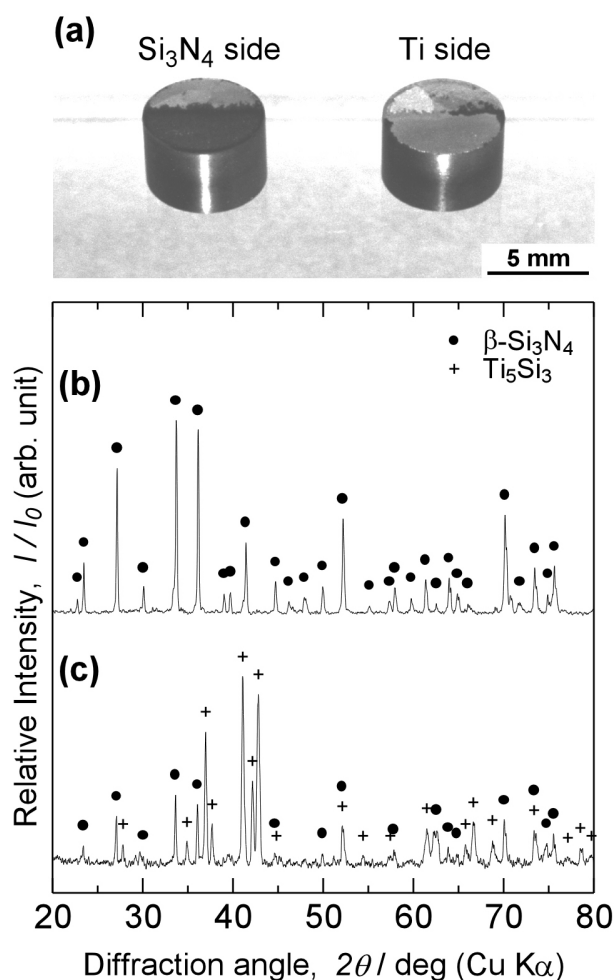 (a)
Si₃N₄ side
Ti side
5 mm
● β-Si₃N₄
+ Ti₅Si₃
(b)
(c)
Relative Intensity, I / I₀ (arb. unit)
20 30 40 50 60 70 80
Diffraction angle, 2θ / deg (Cu Kα)